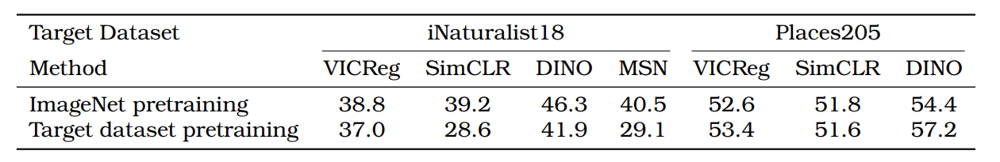 Target Dataset iNaturalist18 Places205
Method VICReg SimCLR DINO MSN VICReg SimCLR DINO
ImageNet pretraining 38.8 39.2 46.3 40.5 52.6 51.8 54.4
Target dataset pretraining 37.0 28.6 41.9 29.1 53.4 51.6 57.2